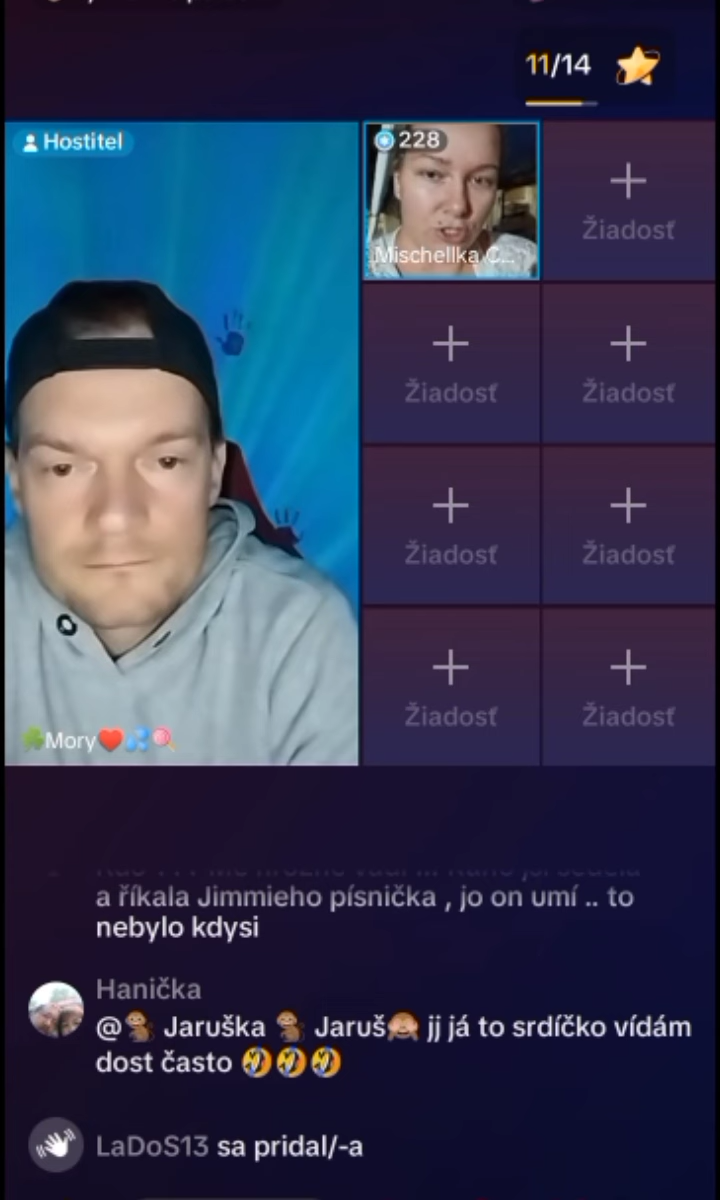 11/14
Hostitel
228
Mischellka C...
Žiadosť
Žiadosť
Žiadosť
Žiadosť
Žiadosť
Žiadosť
Žiadosť
🍀Mory❤️💦🍭
a říkala Jimmieho písnička , jo on umí .. to
nebylo kdysi
Hanička
@🐒 Jaruška 🐒 Jaruš🙈 jj já to srdíčko vídám
dost často 🤣🤣🤣
LaDoS13 sa pridal/-a